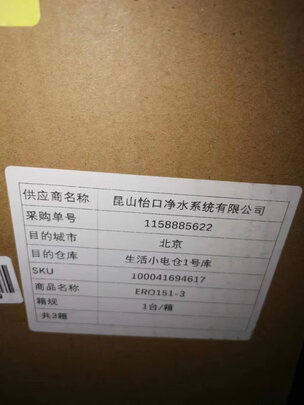 供应商名称 昆山怡口净水系统有限公司
采购单号 1158885622
目的城市 北京
目的仓库 生活小电仓1号库
SKU 100041694617
商品名称 ERO151-3
箱规 1台/箱
共3箱